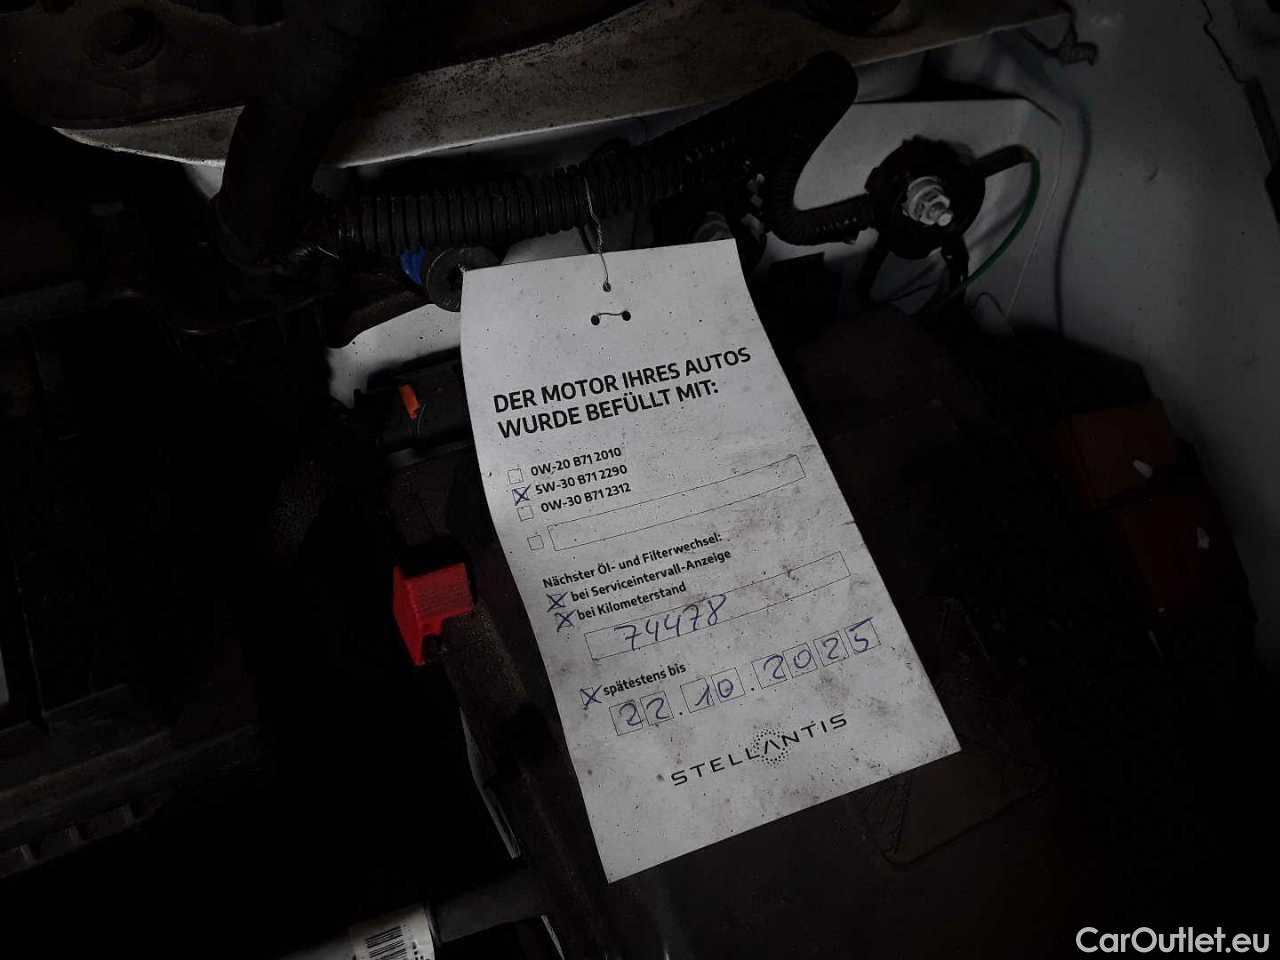 DER MOTOR IHRES AUTOS
WURDE BEFÜLLT MIT:
0W-20 B71 2010
5W-30 B71 2290
0W-30 B71 2312
Nächster Öl- und Filterwechsel:
bei Serviceintervall-Anzeige
bei Kilometerstand
74478
spätestens bis
22.10.2025
STELLANTIS
CarOutlet.eu